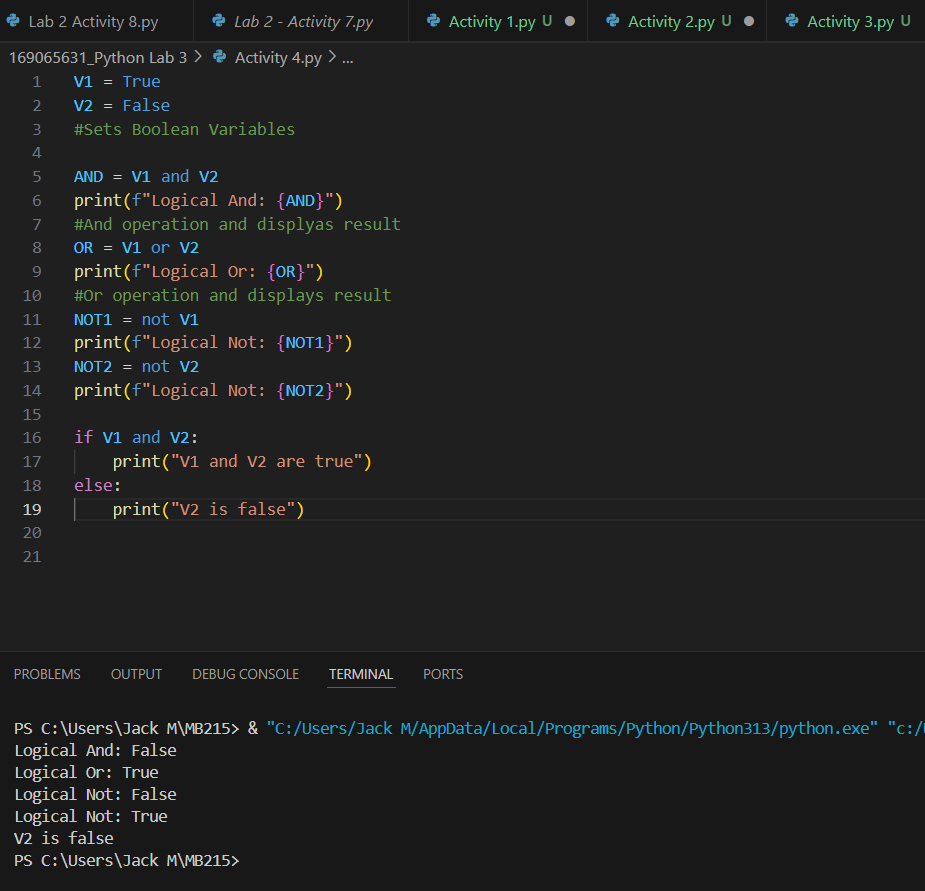 Lab 2 Activity 8.py Lab 2 - Activity 7.py Activity 1.py U Activity 2.py U Activity 3.py U
169065631_Python Lab 3 > Activity 4.py > ...
1 V1 = True
2 V2 = False
3 #Sets Boolean Variables
4
5 AND = V1 and V2
6 print(f"Logical And: {AND}")
7 #And operation and displyas result
8 OR = V1 or V2
9 print(f"Logical Or: {OR}")
10 #Or operation and displays result
11 NOT1 = not V1
12 print(f"Logical Not: {NOT1}")
13 NOT2 = not V2
14 print(f"Logical Not: {NOT2}")
15
16 if V1 and V2:
17     print("V1 and V2 are true")
18 else:
19     print("V2 is false")
20
21
PROBLEMS OUTPUT DEBUG CONSOLE TERMINAL PORTS
PS C:\Users\Jack M\MB215> & "C:/Users/Jack M/AppData/Local/Programs/Python/Python313/python.exe" "c:/
Logical And: False
Logical Or: True
Logical Not: False
Logical Not: True
V2 is false
PS C:\Users\Jack M\MB215>